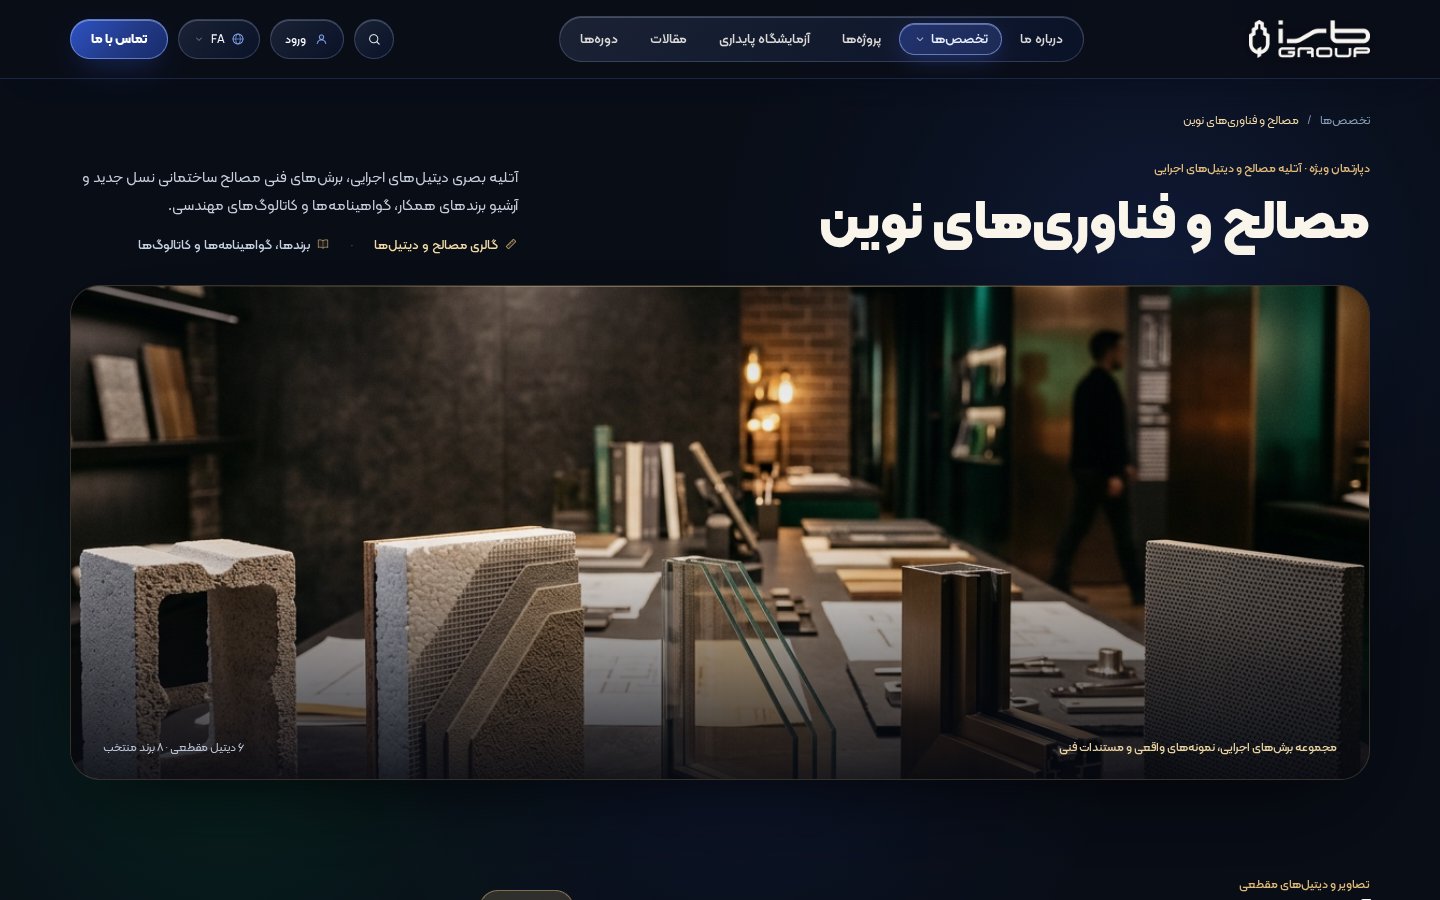 isrb
GROUP
درباره ما
تخصص‌ها
پروژه‌ها
آزمایشگاه پایداری
مقالات
دوره‌ها
ورود
FA
تماس با ما
تخصص‌ها / مصالح و فناوری‌های نوین
دپارتمان ویژه · آتلیه مصالح و دیتیل‌های اجرایی
مصالح و فناوری‌های نوین
آتلیه بصری دیتیل‌های اجرایی، برش‌های فنی مصالح ساختمانی نسل جدید و
آرشیو برندهای همکار، گواهینامه‌ها و کاتالوگ‌های مهندسی.
گالری مصالح و دیتیل‌ها · برندها، گواهینامه‌ها و کاتالوگ‌ها
مجموعه برش‌های اجرایی، نمونه‌های واقعی و مستندات فنی
۶ دیتیل مقطعی · ۸ برند منتخب
تصاویر و دیتیل‌های مقطعی